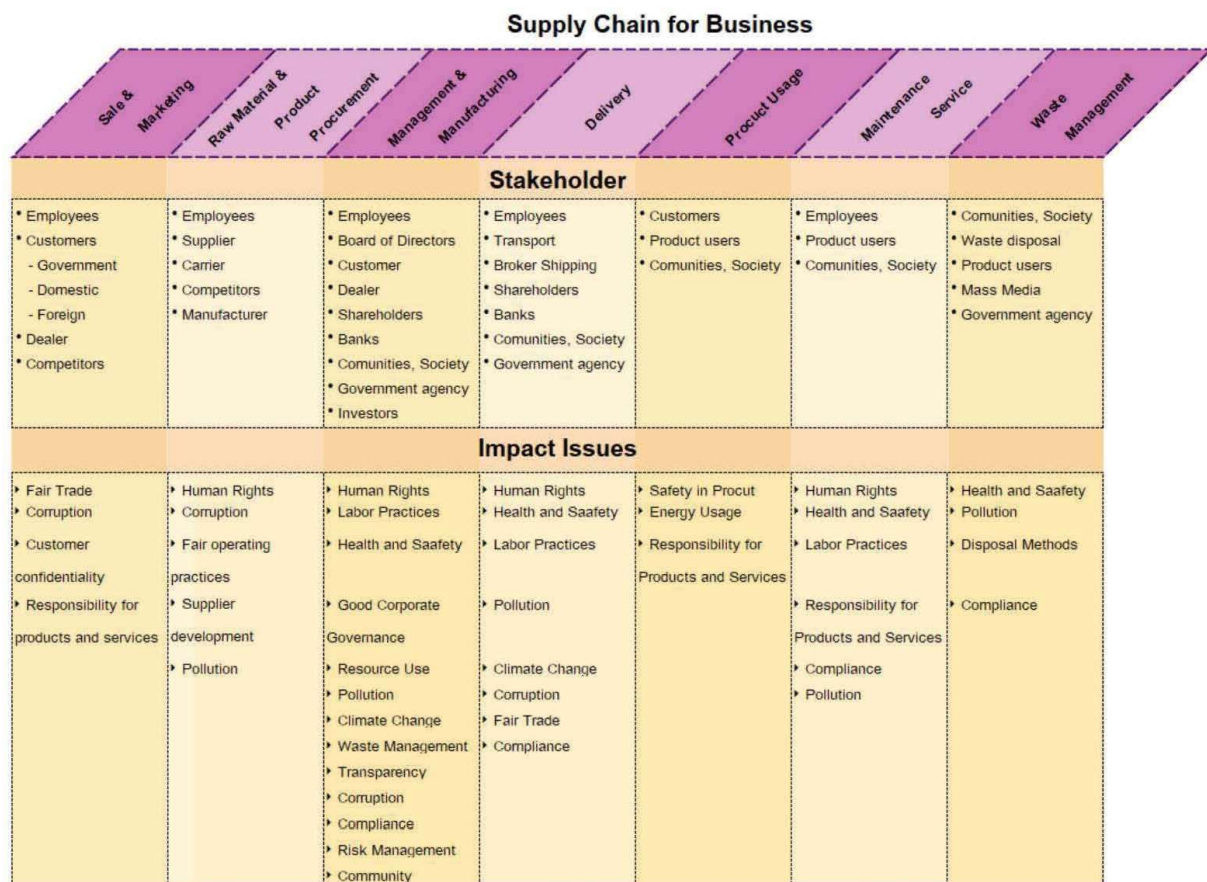 Supply Chain for Business
Sale &
Marketing
Raw Material &
Product
Procurement
Management &
Manufacturing
Delivery
Procuct Usage
Maintenance
Service
Waste
Management
Stakeholder
• Employees
• Customers
- Government
- Domestic
- Foreign
• Dealer
• Competitors
• Employees
• Supplier
• Carrier
• Competitors
• Manufacturer
• Employees
• Board of Directors
• Customer
• Dealer
• Shareholders
• Banks
• Comunities, Society
• Government agency
• Investors
• Employees
• Transport
• Broker Shipping
• Shareholders
• Banks
• Comunities, Society
• Government agency
• Customers
• Product users
• Comunities, Society
• Employees
• Product users
• Comunities, Society
• Comunities, Society
• Waste disposal
• Product users
• Mass Media
• Government agency
Impact Issues
‣ Fair Trade
‣ Corruption
‣ Customer
confidentiality
‣ Responsibility for
products and services
‣ Human Rights
‣ Corruption
‣ Fair operating
practices
‣ Supplier
development
‣ Pollution
‣ Human Rights
‣ Labor Practices
‣ Health and Saafety
‣ Good Corporate
Governance
‣ Resource Use
‣ Pollution
‣ Climate Change
‣ Waste Management
‣ Transparency
‣ Corruption
‣ Compliance
‣ Risk Management
‣ Community
‣ Human Rights
‣ Health and Saafety
‣ Labor Practices
‣ Pollution
‣ Climate Change
‣ Corruption
‣ Fair Trade
‣ Compliance
‣ Safety in Procut
‣ Energy Usage
‣ Responsibility for
Products and Services
‣ Human Rights
‣ Health and Saafety
‣ Labor Practices
‣ Responsibility for
Products and Services
‣ Compliance
‣ Pollution
‣ Health and Saafety
‣ Pollution
‣ Disposal Methods
‣ Compliance